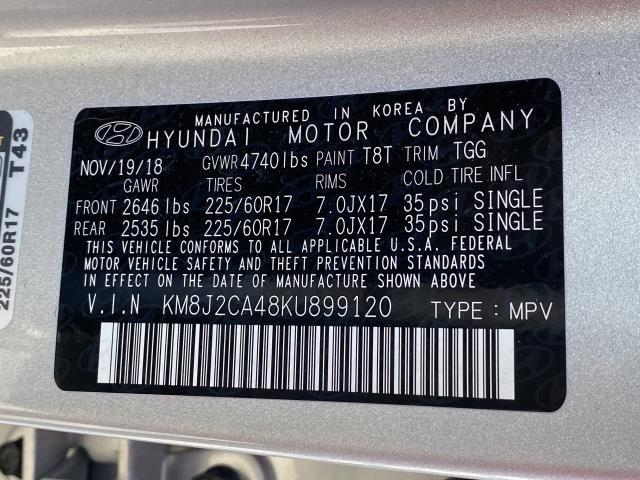 MANUFACTURED IN KOREA BY
HYUNDAI MOTOR COMPANY
NOV/19/18 GVWR 4740lbs PAINT T8T TRIM TGG
GAWR TIRES RIMS COLD TIRE INFL
FRONT 2646 lbs 225/60R17 7.0JX17 35psi SINGLE
REAR 2535 lbs 225/60R17 7.0JX17 35psi SINGLE
THIS VEHICLE CONFORMS TO ALL APPLICABLE U.S.A. FEDERAL
MOTOR VEHICLE SAFETY AND THEFT PREVENTION STANDARDS
IN EFFECT ON THE DATE OF MANUFACTURE SHOWN ABOVE
V.I.N KM8J2CA48KU899120 TYPE : MPV
225/60R17
T43